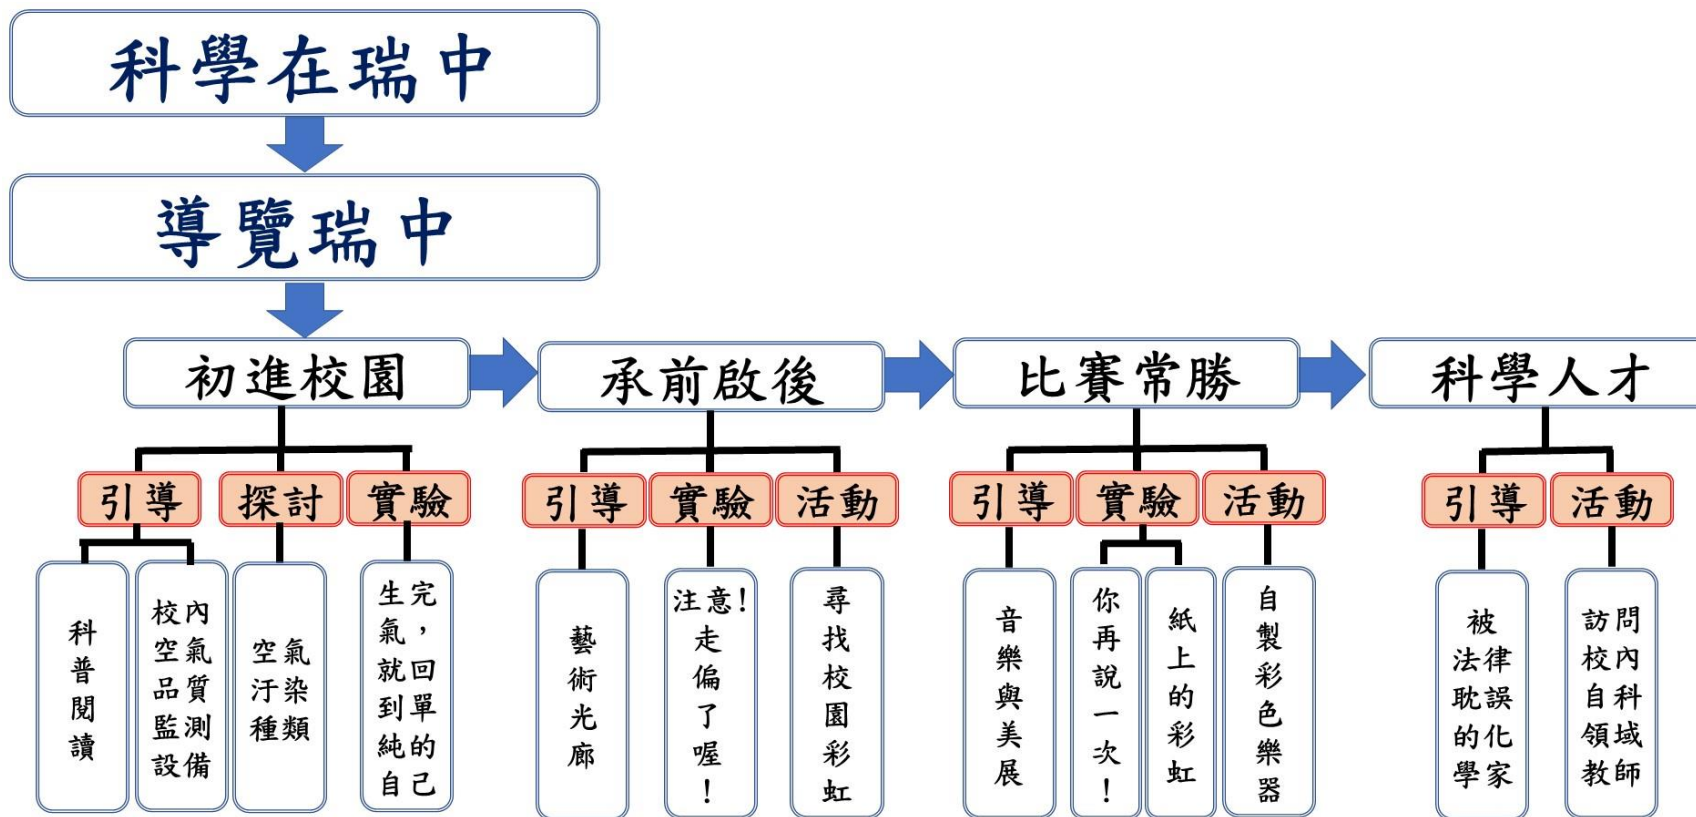 科學在瑞中
導覽瑞中
初進校園
承前啟後
比賽常勝
科學人才
引導
探討
實驗
引導
實驗
活動
引導
實驗
活動
引導
活動
科普閱讀
校內空氣品質監測設備
空氣汙染種類
生完氣，就回到單純的自己
藝術光廊
注意!走偏了喔!
尋找校園彩虹
音樂與美展
你再說一次!
紙上的彩虹
自製彩色樂器
被法律耽誤的化學家
訪問校內自科領域教師